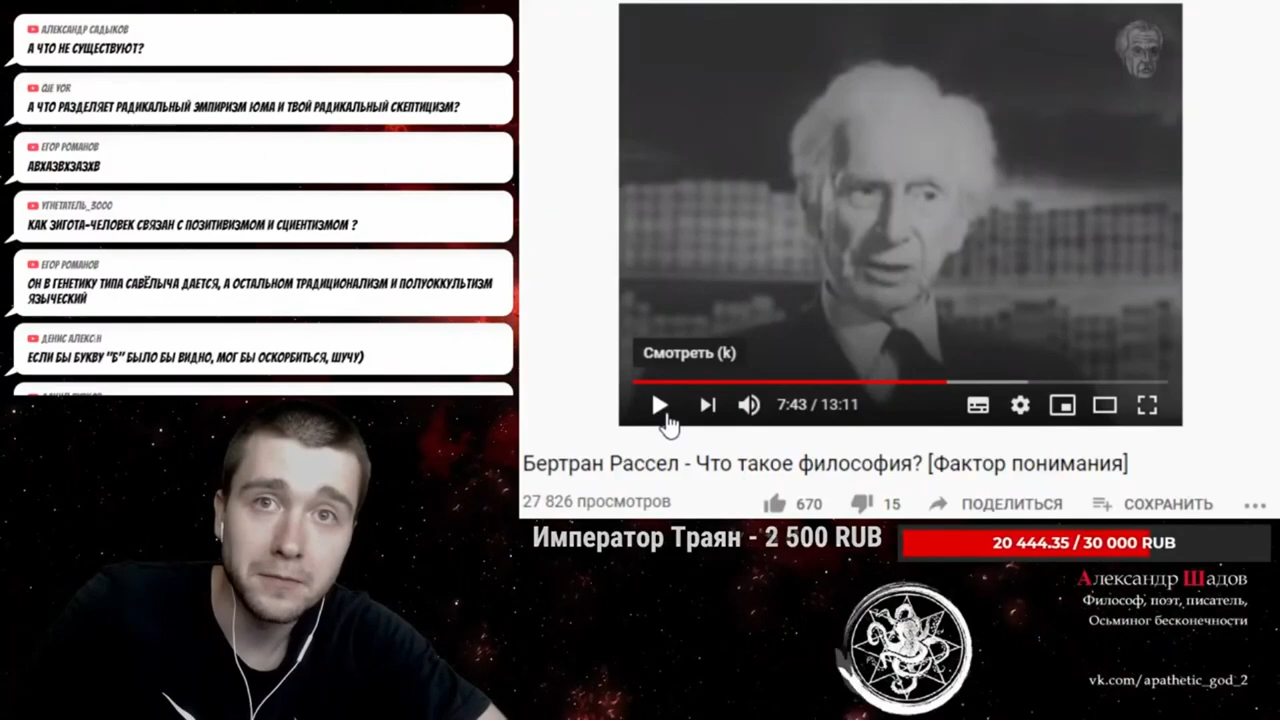 АЛЕКСАНДР САДЫКОВ
А ЧТО НЕ СУЩЕСТВУЮТ?
QJE YOR
А ЧТО РАЗДЕЛЯЕТ РАДИКАЛЬНЫЙ ЭМПИРИЗМ ЮМА И ТВОЙ РАДИКАЛЬНЫЙ СКЕПТИЦИЗМ?
ЕГОР РОМАНОВ
АВХАЗВХЗАЗХВ
УГНЕТАТЕЛЬ_3000
КАК ЗИГОТА-ЧЕЛОВЕК СВЯЗАН С ПОЗИТИВИЗМОМ И СЦИЕНТИЗМОМ ?
ЕГОР РОМАНОВ
ОН В ГЕНЕТИКУ ТИПА САВЁЛЫЧА ДАЕТСЯ, А ОСТАЛЬНОМ ТРАДИЦИОНАЛИЗМ И ПОЛУОККУЛЬТИЗМ
ЯЗЫЧЕСКИЙ
ДЕНИС
ЕСЛИ БЫ БУКВУ "Б" БЫЛО БЫ ВИДНО, МОГ БЫ ОСКОРБИТЬСЯ, ШУЧУ)
Смотреть (k)
7:43 / 13:11
Бертран Рассел - Что такое философия? [Фактор понимания]
27 826 просмотров
670
15
ПОДЕЛИТЬСЯ
СОХРАНИТЬ
Император Траян - 2 500 RUB
20 444.35 / 30 000 RUB
Александр Шадов
Философ, поэт, писатель,
Осьминог бесконечности
vk.com/apathetic_god_2